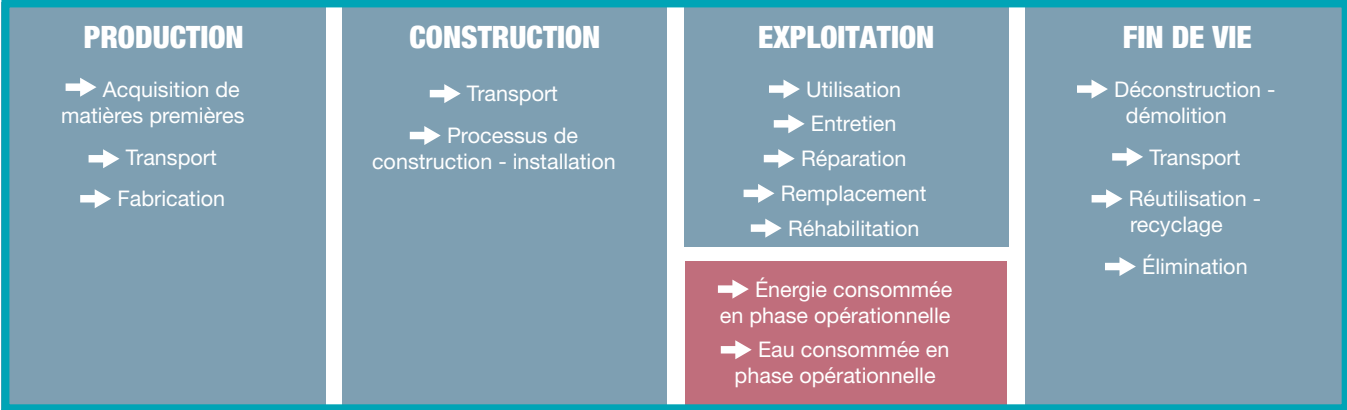 PRODUCTION
Acquisition de
matières premières
Transport
Fabrication
CONSTRUCTION
Transport
Processus de
construction - installation
EXPLOITATION
Utilisation
Entretien
Réparation
Remplacement
Réhabilitation
Énergie consommée
en phase opérationnelle
Eau consommée en
phase opérationnelle
FIN DE VIE
Déconstruction -
démolition
Transport
Réutilisation -
recyclage
Élimination